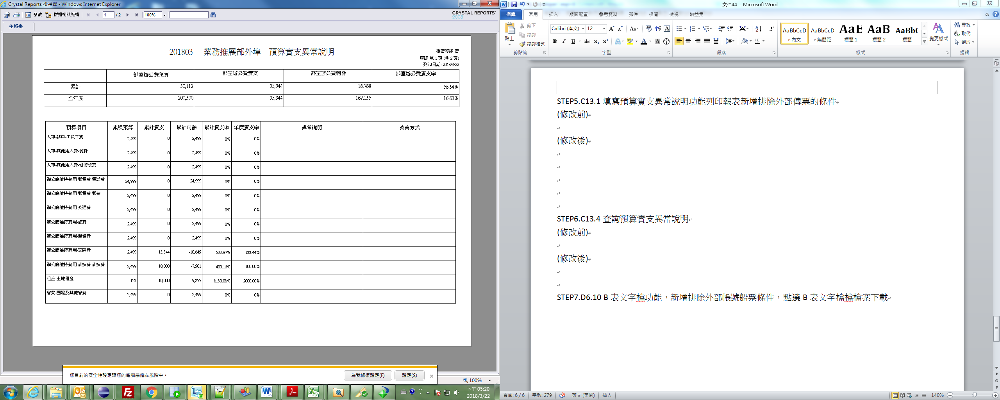 Crystal Reports 檢視器 - Windows Internet Explorer
參數 群組樹狀結構 1 / 2 100%
CRYSTAL REPORTS
2008
主報表
201803 業務推展部外埠 預算實支異常說明
機密等級:密
頁碼:第 1 頁 (共 2 頁)
列印日期: 2018/3/22
部室辦公費預算 部室辦公費實支 部室辦公費剩餘 部室辦公費實支率
累計 50,112 33,344 16,768 66.54%
全年度 200,500 33,344 167,156 16.63%
預算項目 累積預算 累計實支 累計剩餘 累計實支率 年度實支率 異常說明 改善方式
人事-薪津-工員工資 2,499 0 2,499 0% 0%
人事-其他用人費-餐費 2,499 0 2,499 0% 0%
人事-其他用人費-研修餐費 2,499 0 2,499 0% 0%
辦公廳維持費用-郵電費-電話費 24,999 0 24,999 0% 0%
辦公廳維持費用-郵電費-郵費 2,499 0 2,499 0% 0%
辦公廳維持費用-交通費 2,499 0 2,499 0% 0%
辦公廳維持費用-旅費 2,499 0 2,499 0% 0%
辦公廳維持費用-勞務費 2,499 0 2,499 0% 0%
辦公廳維持費用-交際費 2,499 13,344 -10,845 533.97% 133.44%
辦公廳維持費用-訓練費-訓練費 2,499 10,000 -7,501 400.16% 100.00%
租金-土地租金 123 10,000 -9,877 8130.08% 2000.00%
會費-團體及其他會費 2,499 0 2,499 0% 0%
您目前的安全性設定讓您的電腦暴露在風險中。 為我修復設定(F) 設定(S)
100%
下午 05:20
2018/3/22
文件44 - Microsoft Word
檔案 常用 插入 版面配置 參考資料 郵件 校閱 檢視 增益集
貼上 剪下 複製 複製格式
Calibri (本文) 12
AaBbCcD AaBbCcD AaB AaB AaBb(
內文 無間距 標題 1 標題 2 標題 變更樣式
尋找 取代 選取
剪貼簿 字型 段落 樣式 編輯
STEP5.C13.1 填寫預算實支異常說明功能列印報表新增排除外部傳票的條件
(修改前)
(修改後)
STEP6.C13.4 查詢預算實支異常說明
(修改前)
(修改後)
STEP7.D6.10 B 表文字檔功能，新增排除外部帳號船票條件，點選 B 表文字檔檔檔案下載
頁面: 6 / 6 字數: 279 英文 (美國) 插入 140%